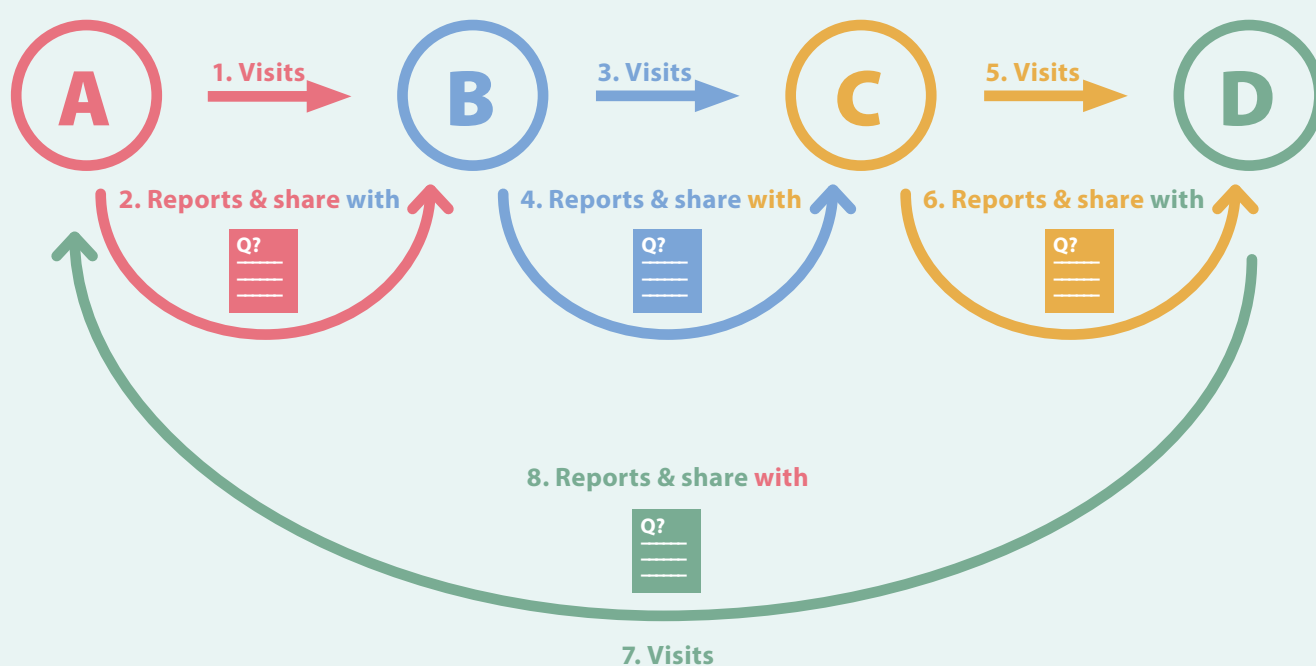 A
1. Visits
B
3. Visits
C
5. Visits
D
2. Reports & share with
4. Reports & share with
6. Reports & share with
Q?
Q?
Q?
8. Reports & share with
Q?
7. Visits